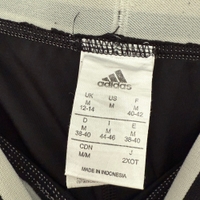 adidas
UK US F
12-14 M 40-42
M M
D I E
38-40 44-46 38-40
M M M
CDN J
M/M 2XOT
MADE IN INDONESIA